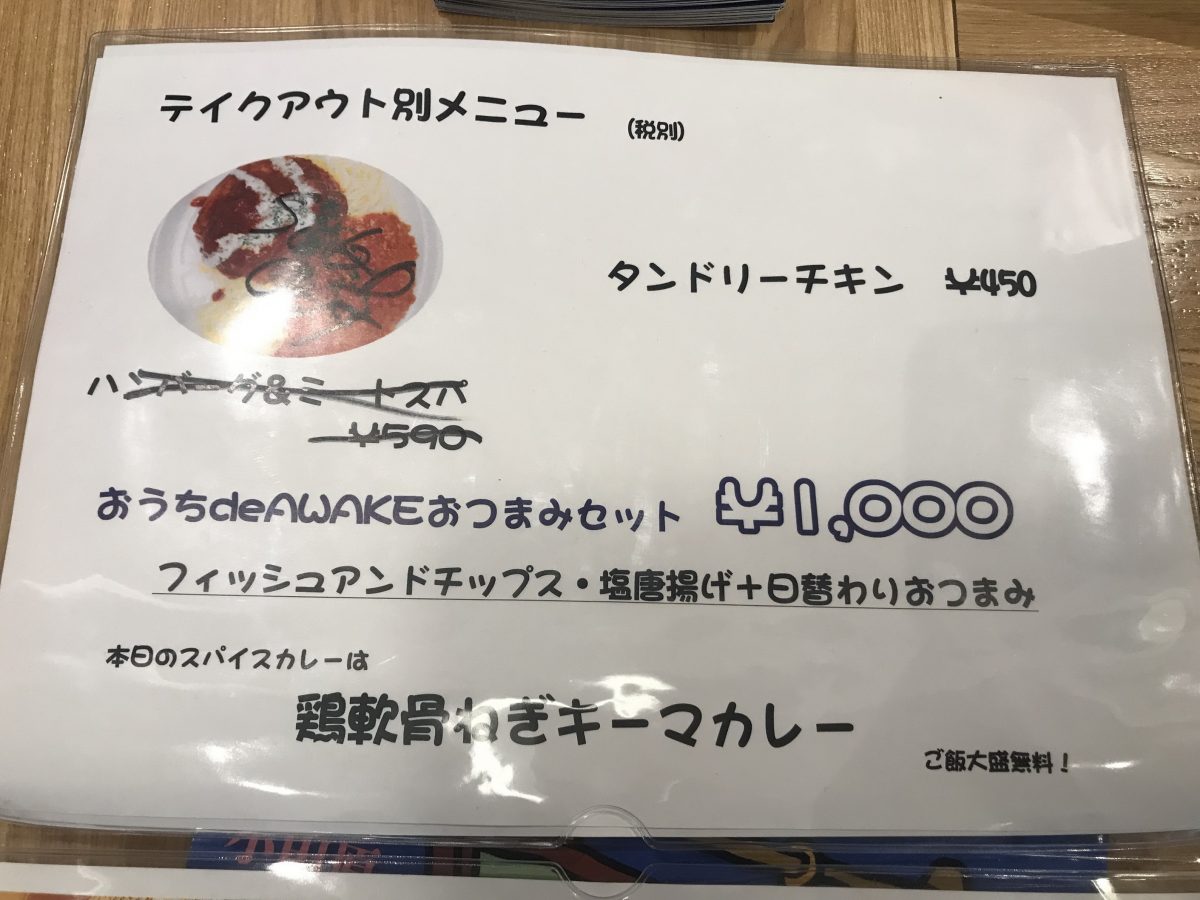 テイクアウト別メニュー (税別)
タンドリーチキン ¥450
ハンバーグ&ミートスパ
¥590
おうちdeAWAKEおつまみセット ¥1,000
フィッシュアンドチップス・塩唐揚げ+日替わりおつまみ
本日のスパイスカレーは
鶏軟骨ねぎキーマカレー
ご飯大盛無料！